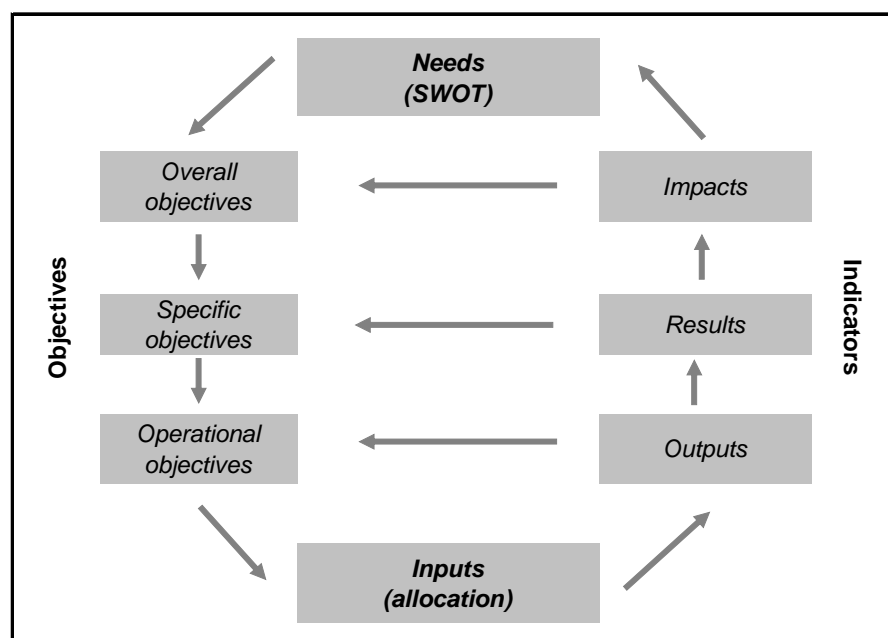 Needs
(SWOT)
Overall
objectives
Impacts
Objectives
Specific
objectives
Results
Indicators
Operational
objectives
Outputs
Inputs
(allocation)